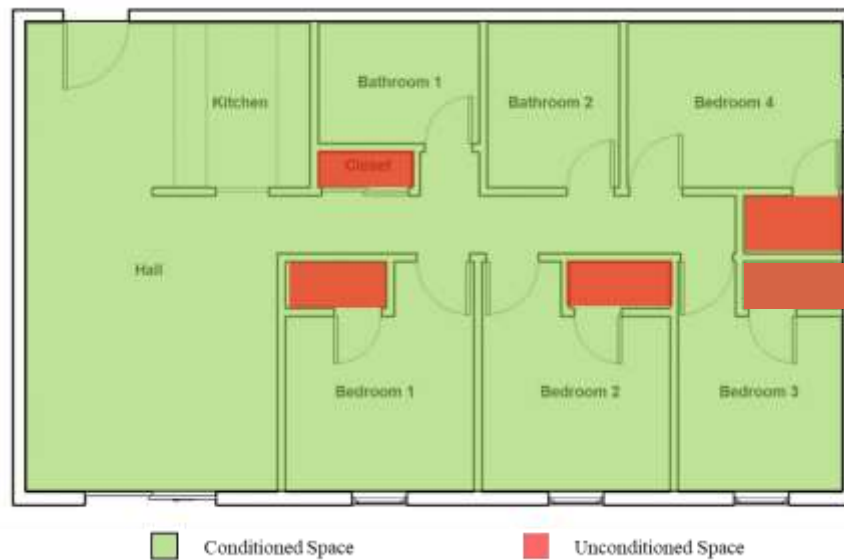 Kitchen
Bathroom 1
Bathroom 2
Bedroom 4
Closet
Hall
Bedroom 1
Bedroom 2
Bedroom 3
Conditioned Space
Unconditioned Space